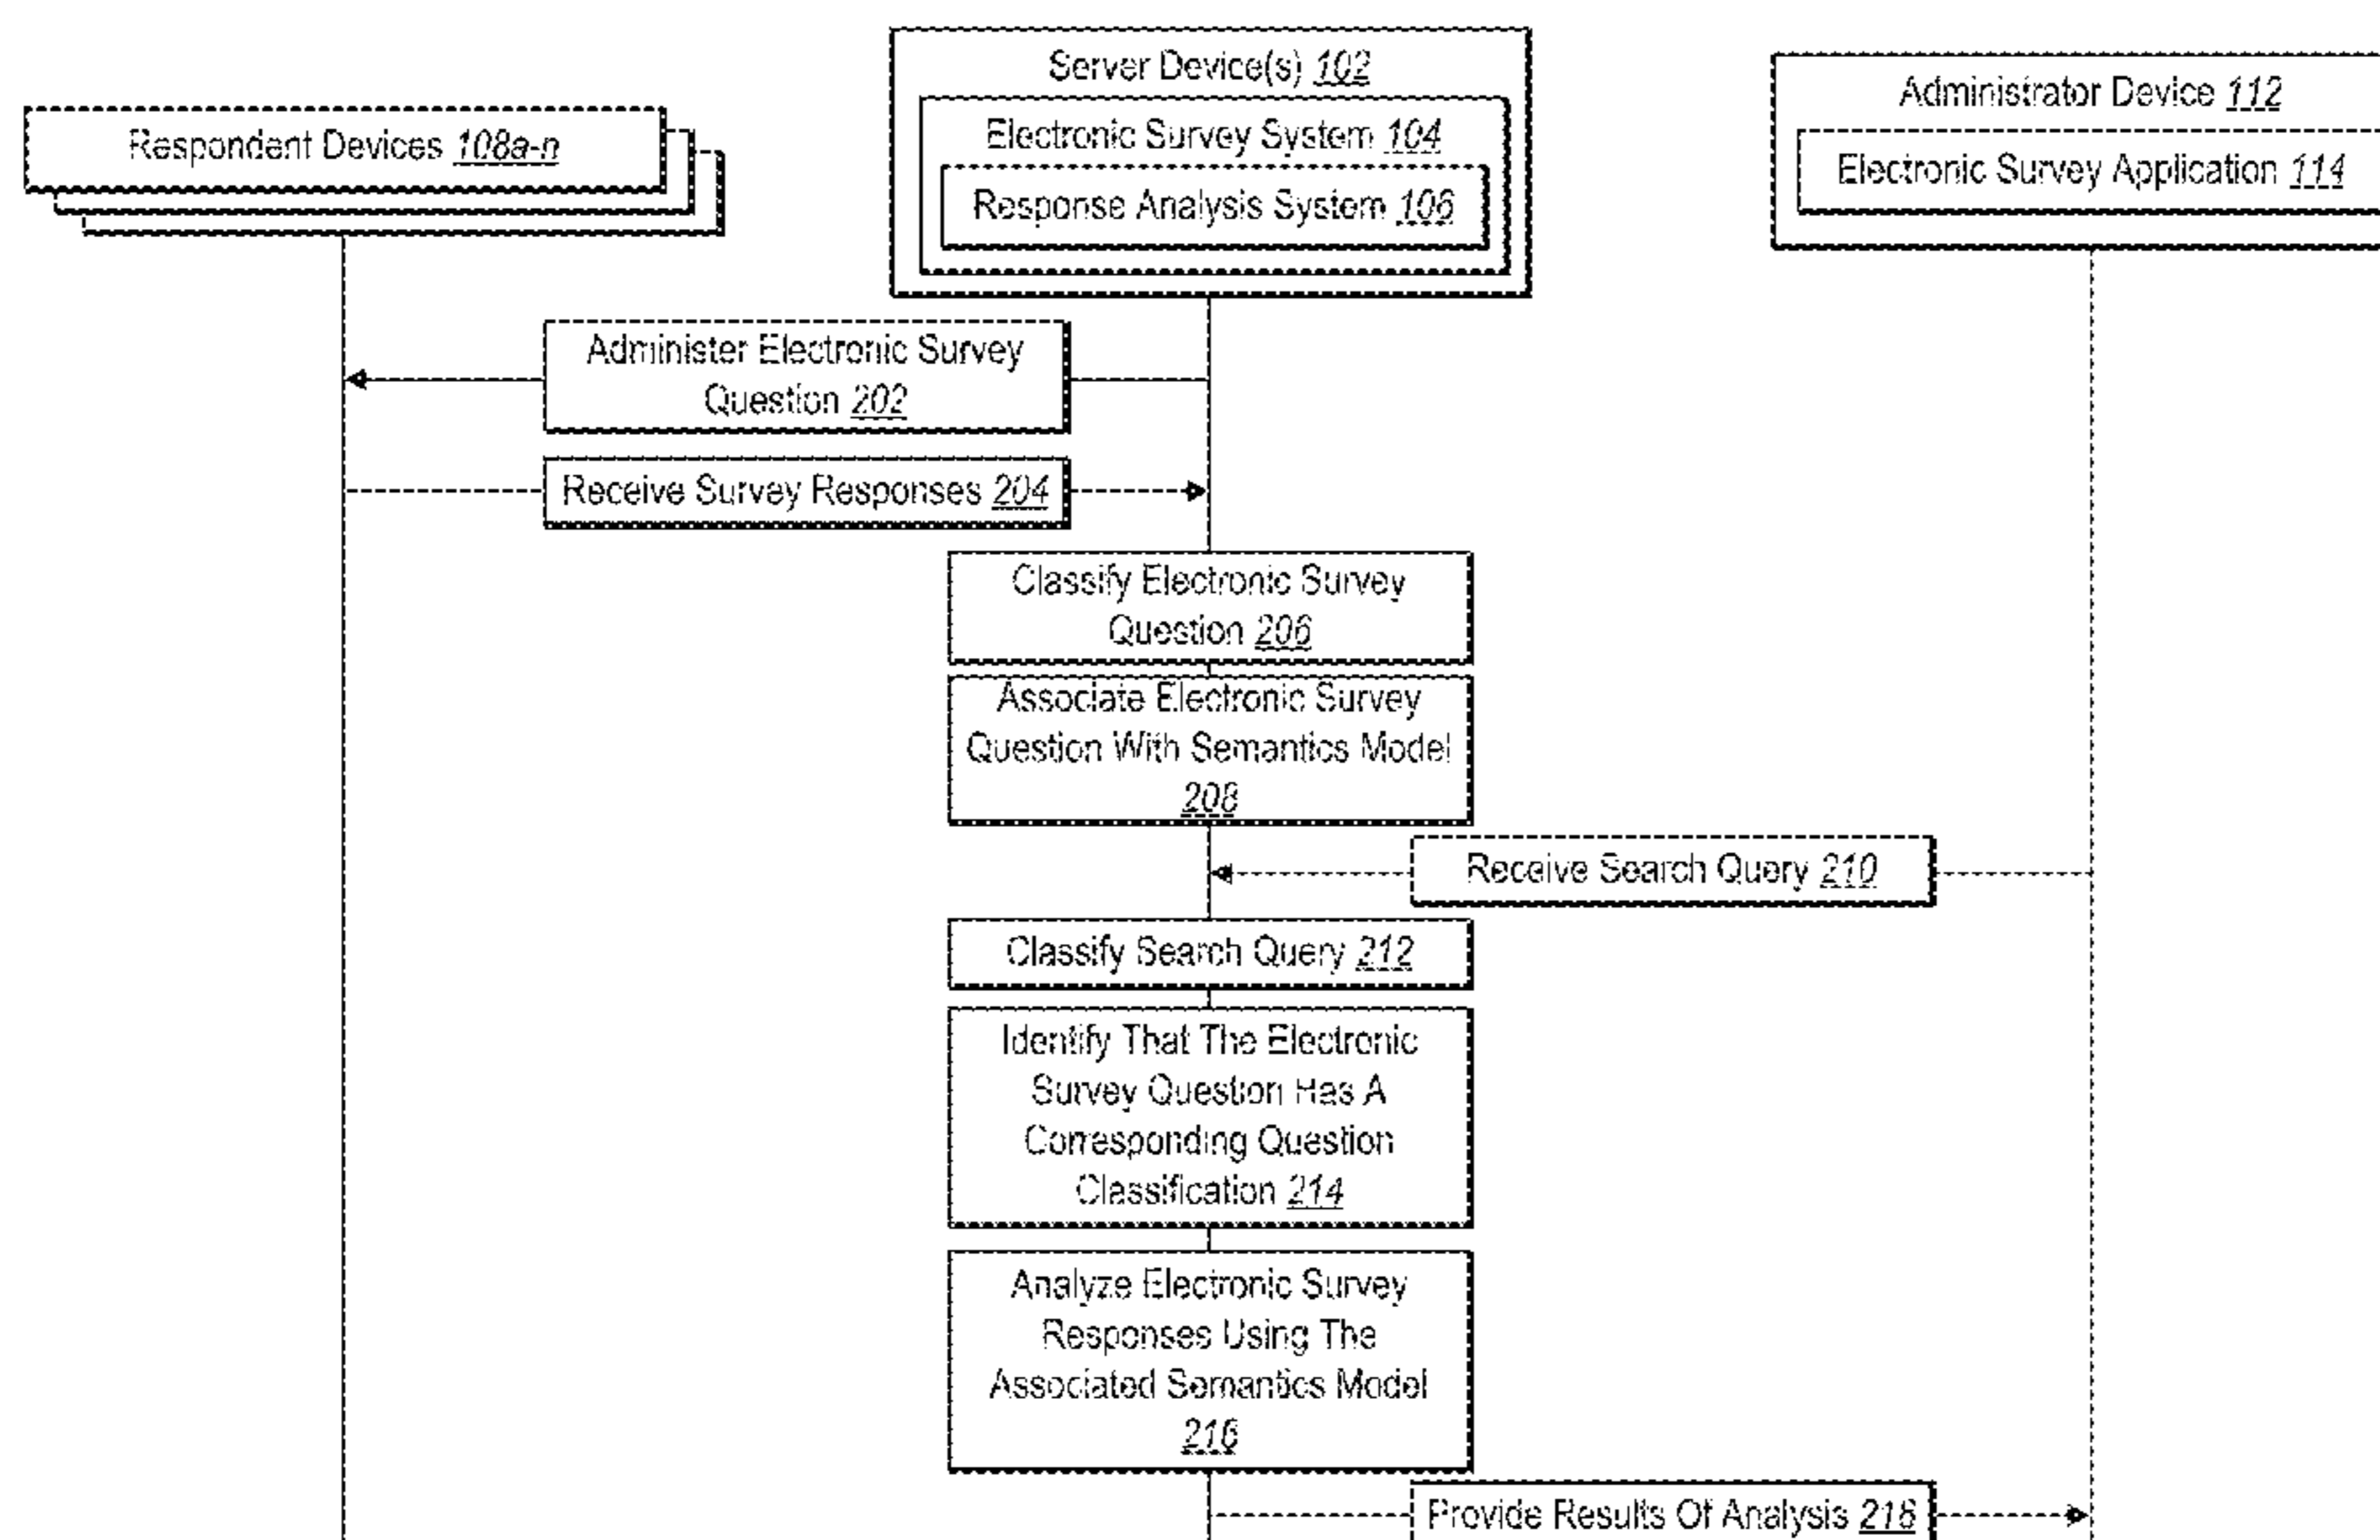 Server Device(s) 102
Electronic Survey System 104
Response Analysis System 106
Respondent Devices 108a-n
Administrator Device 112
Electronic Survey Application 114
Administer Electronic Survey
Question 202
Receive Survey Responses 204
Classify Electronic Survey
Question 206
Associate Electronic Survey
Question With Semantics Model
208
Receive Search Query 210
Classify Search Query 212
Identify That The Electronic
Survey Question Has A
Corresponding Question
Classification 214
Analyze Electronic Survey
Responses Using The
Associated Semantics Model
216
Provide Results Of Analysis 218